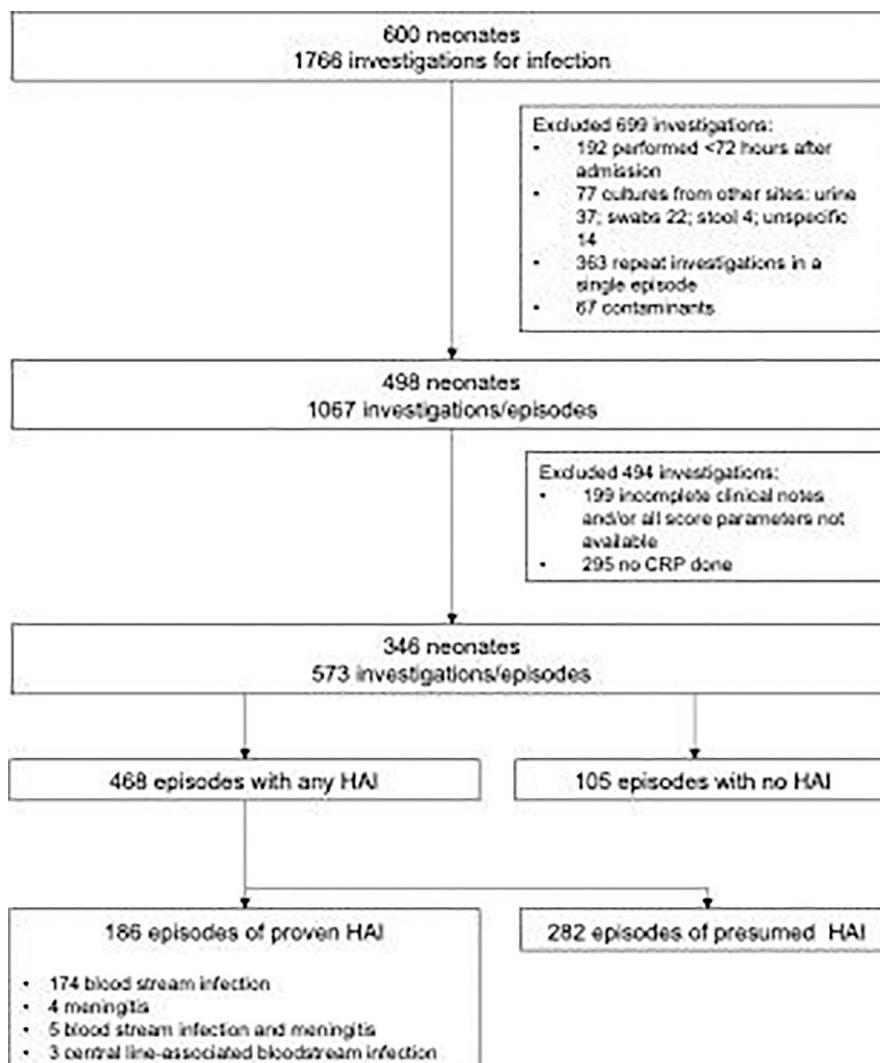 600 neonates
1766 investigations for infection
Excluded 699 investigations:
• 192 performed <72 hours after
admission
• 77 cultures from other sites: urine
37; swabs 22; stool 4; unspecific
14
• 363 repeat investigations in a
single episode
• 67 contaminants
498 neonates
1067 investigations/episodes
Excluded 494 investigations:
• 199 incomplete clinical notes
and/or all score parameters not
available
• 295 no CRP done
346 neonates
573 investigations/episodes
468 episodes with any HAI
105 episodes with no HAI
186 episodes of proven HAI
• 174 blood stream infection
• 4 meningitis
• 5 blood stream infection and meningitis
• 3 central line-associated bloodstream infection
282 episodes of presumed HAI